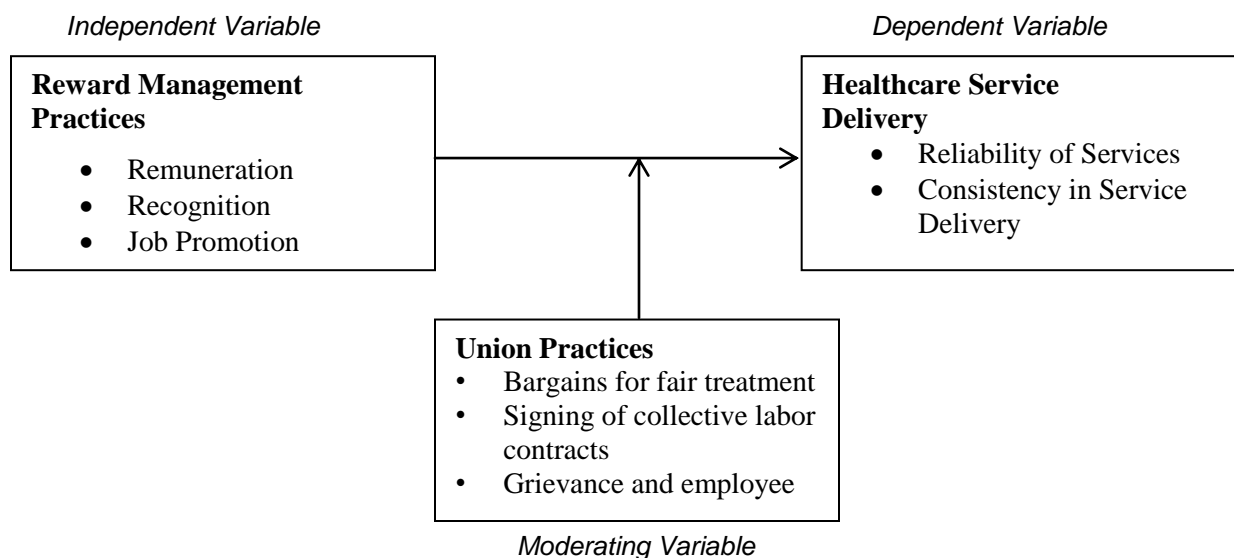 Independent Variable
Dependent Variable
Reward Management
Practices
• Remuneration
• Recognition
• Job Promotion
Healthcare Service
Delivery
• Reliability of Services
• Consistency in Service
Delivery
Union Practices
• Bargains for fair treatment
• Signing of collective labor
contracts
• Grievance and employee
Moderating Variable